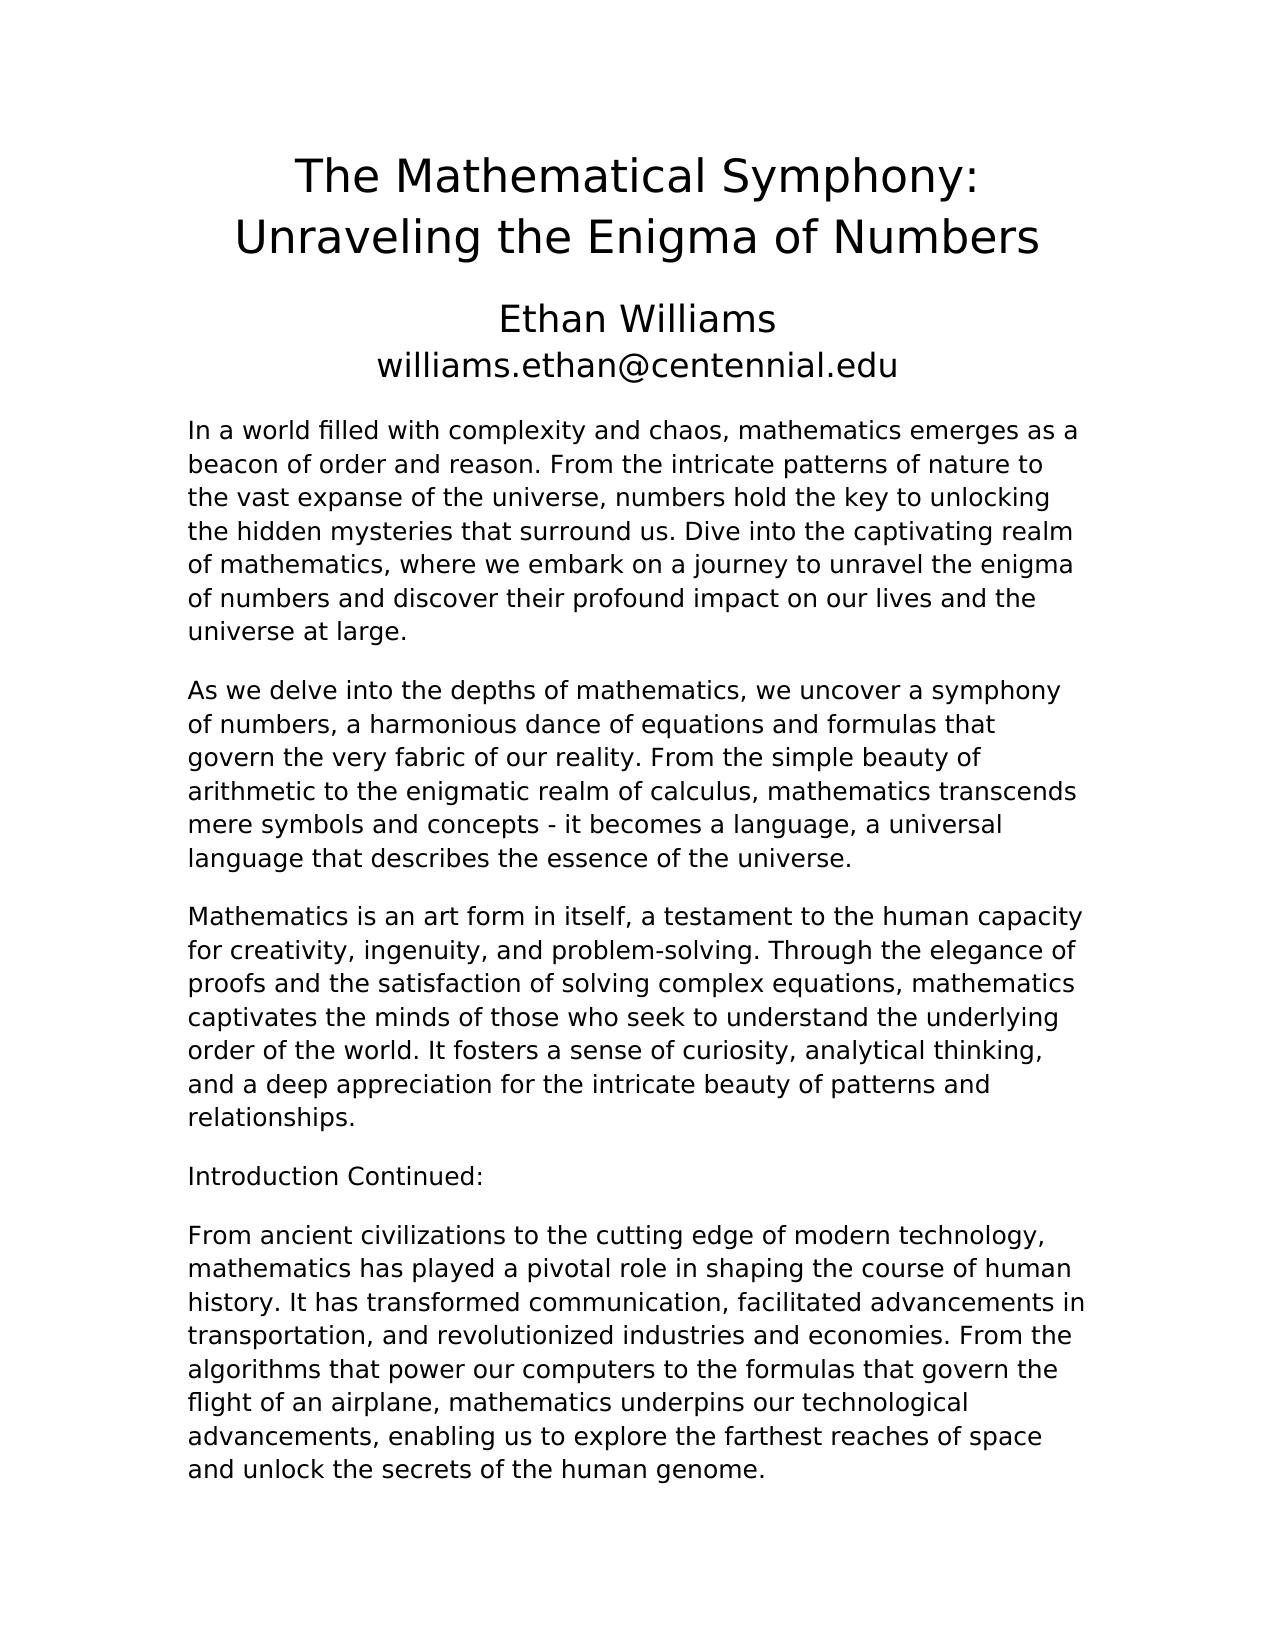 The Mathematical Symphony:
Unraveling the Enigma of Numbers
Ethan Williams
williams.ethan@centennial.edu
In a world filled with complexity and chaos, mathematics emerges as a
beacon of order and reason. From the intricate patterns of nature to
the vast expanse of the universe, numbers hold the key to unlocking
the hidden mysteries that surround us. Dive into the captivating realm
of mathematics, where we embark on a journey to unravel the enigma
of numbers and discover their profound impact on our lives and the
universe at large.
As we delve into the depths of mathematics, we uncover a symphony
of numbers, a harmonious dance of equations and formulas that
govern the very fabric of our reality. From the simple beauty of
arithmetic to the enigmatic realm of calculus, mathematics transcends
mere symbols and concepts - it becomes a language, a universal
language that describes the essence of the universe.
Mathematics is an art form in itself, a testament to the human capacity
for creativity, ingenuity, and problem-solving. Through the elegance of
proofs and the satisfaction of solving complex equations, mathematics
captivates the minds of those who seek to understand the underlying
order of the world. It fosters a sense of curiosity, analytical thinking,
and a deep appreciation for the intricate beauty of patterns and
relationships.
Introduction Continued:
From ancient civilizations to the cutting edge of modern technology,
mathematics has played a pivotal role in shaping the course of human
history. It has transformed communication, facilitated advancements in
transportation, and revolutionized industries and economies. From the
algorithms that power our computers to the formulas that govern the
flight of an airplane, mathematics underpins our technological
advancements, enabling us to explore the farthest reaches of space
and unlock the secrets of the human genome.